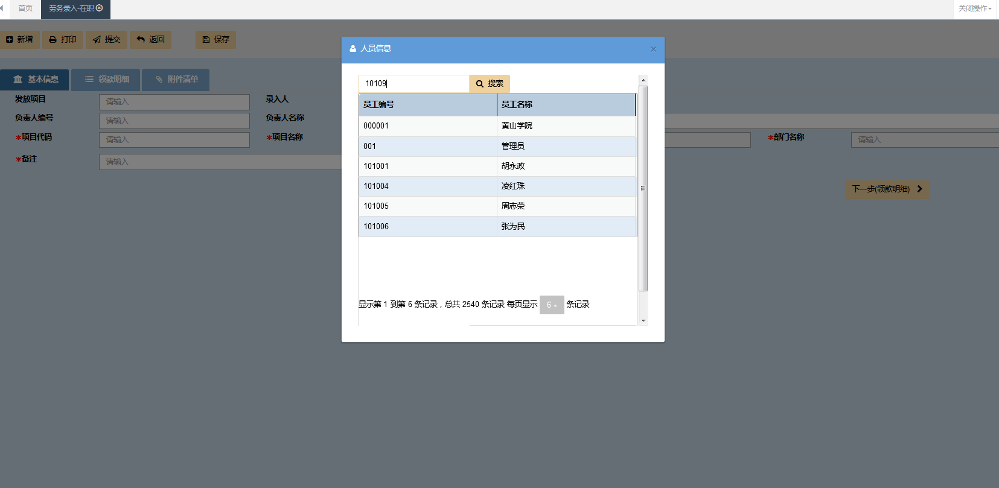 首页 劳务录入-在职 关闭操作
新增 打印 提交 返回 保存
人员信息 ×
基本信息 领款明细 附件清单
10109 搜索
发放项目 请输入 录入人
员工编号 员工名称
负责人编号 请输入 负责人名称
000001 黄山学院
*项目代码 请输入 *项目名称 *部门名称 请输入
001 管理员
*备注 请输入
101001 胡永政
101004 凌红珠
下一步(领款明细)
101005 周志荣
101006 张为民
显示第 1 到第 6 条记录，总共 2540 条记录 每页显示 6 条记录